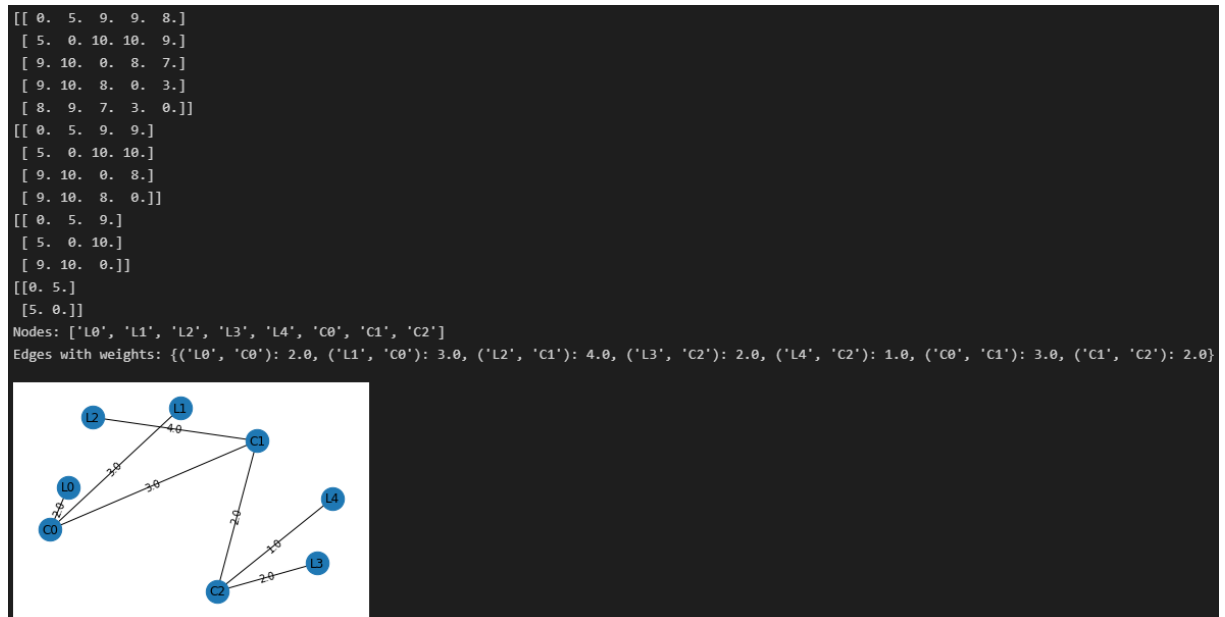 [[ 0. 5. 9. 9. 8.]
[ 5. 0. 10. 10. 9.]
[ 9. 10. 0. 8. 7.]
[ 9. 10. 8. 0. 3.]
[ 8. 9. 7. 3. 0.]]
[[ 0. 5. 9. 9.]
[ 5. 0. 10. 10.]
[ 9. 10. 0. 8.]
[ 9. 10. 8. 0.]]
[[ 0. 5. 9.]
[ 5. 0. 10.]
[ 9. 10. 0.]]
[[0. 5.]
[5. 0.]]
Nodes: ['L0', 'L1', 'L2', 'L3', 'L4', 'C0', 'C1', 'C2']
Edges with weights: {('L0', 'C0'): 2.0, ('L1', 'C0'): 3.0, ('L2', 'C1'): 4.0, ('L3', 'C2'): 2.0, ('L4', 'C2'): 1.0, ('C0', 'C1'): 3.0, ('C1', 'C2'): 2.0}
L1
L2
4.0
C1
3.0
3.0
L0
L4
2.0
2.0
C0
1.0
L3
2.0
C2